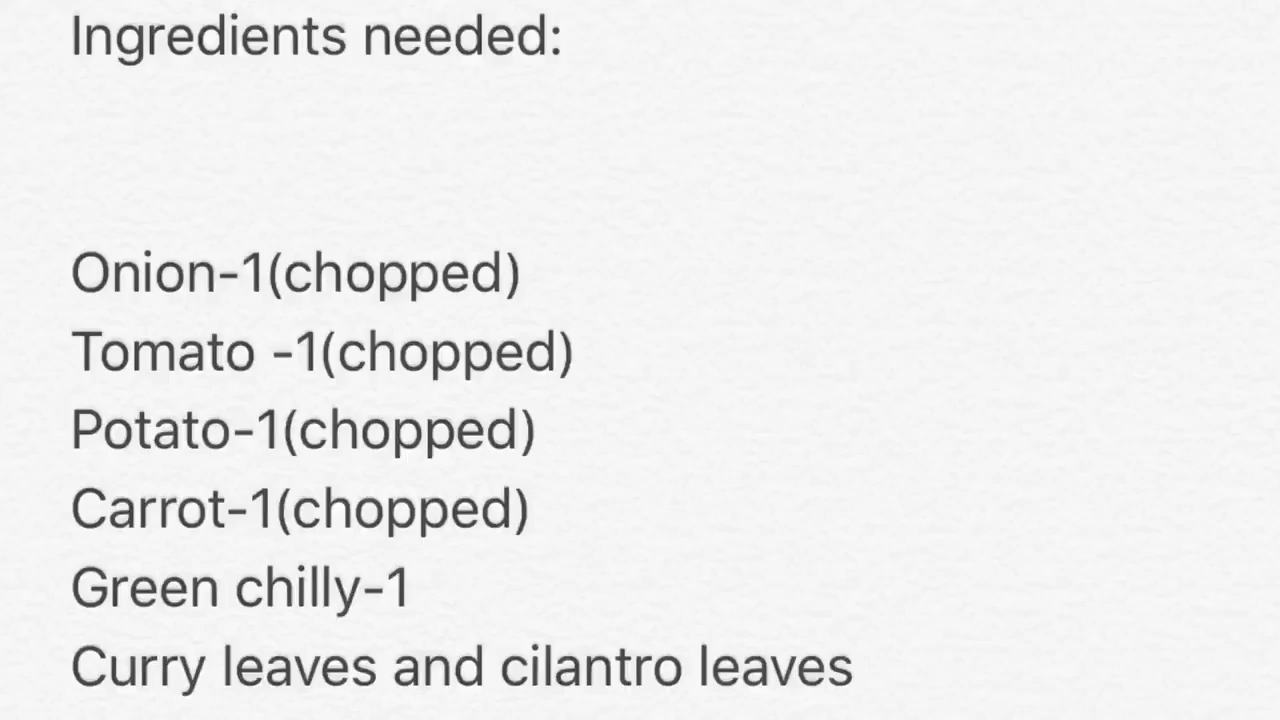 Ingredients needed:
Onion-1(chopped)
Tomato -1(chopped)
Potato-1(chopped)
Carrot-1(chopped)
Green chilly-1
Curry leaves and cilantro leaves